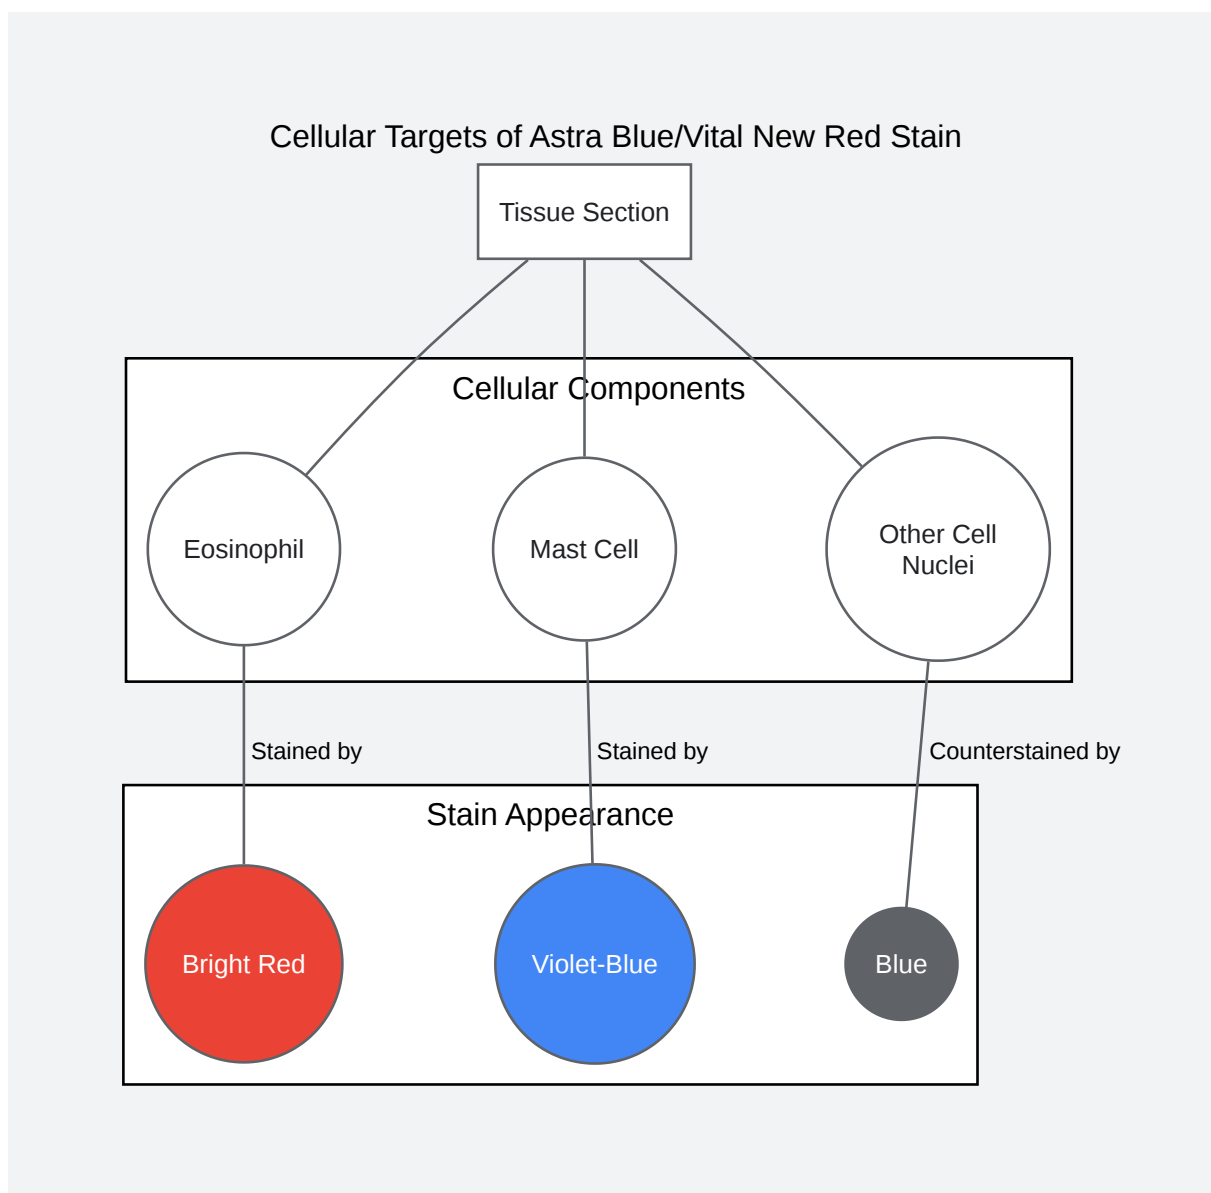 Cellular Targets of Astra Blue/Vital New Red Stain
Tissue Section
Cellular Components
Eosinophil
Mast Cell
Other Cell
Nuclei
Stained by
Stained by
Counterstained by
Stain Appearance
Bright Red
Violet-Blue
Blue